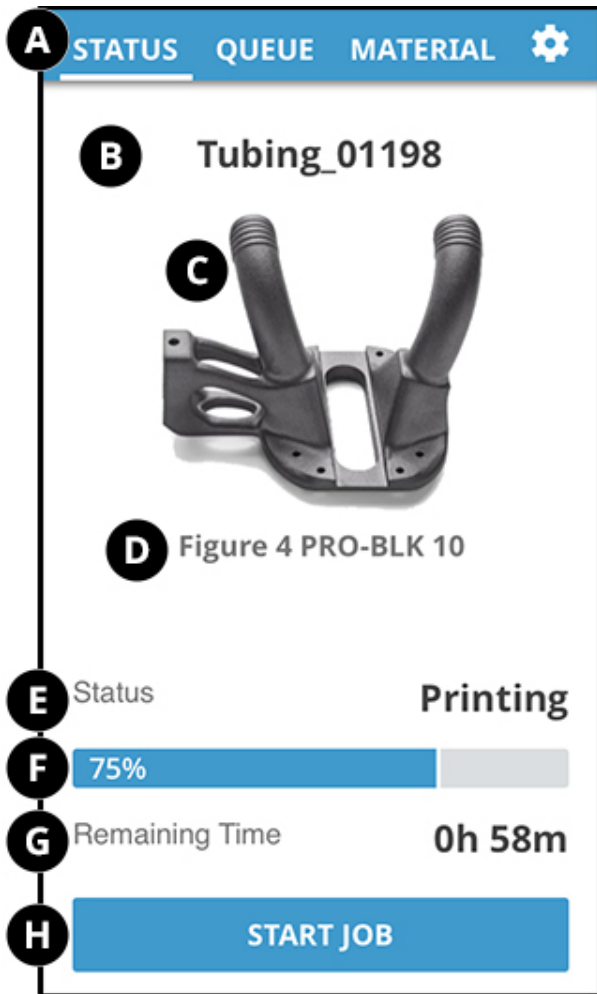 A STATUS QUEUE MATERIAL
B Tubing_01198
C
D Figure 4 PRO-BLK 10
E Status Printing
F 75%
G Remaining Time 0h 58m
H START JOB